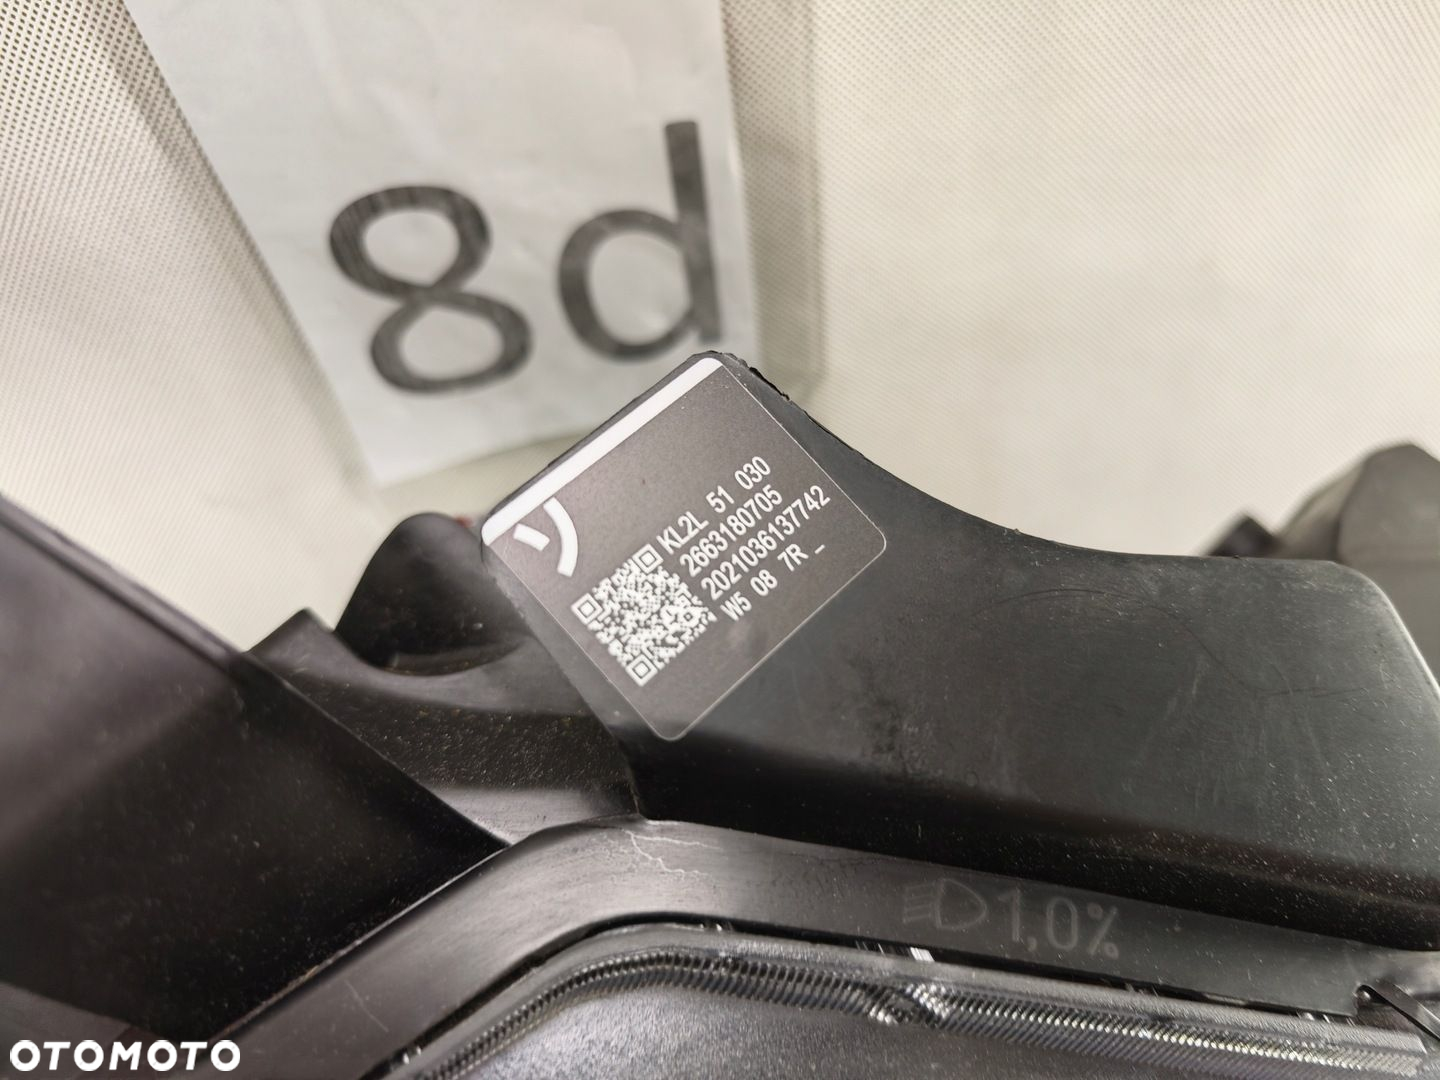 8d
KL2L 51 030
2663180705
2021036137742
W5 08 7R _
1,0%
OTOMOTO